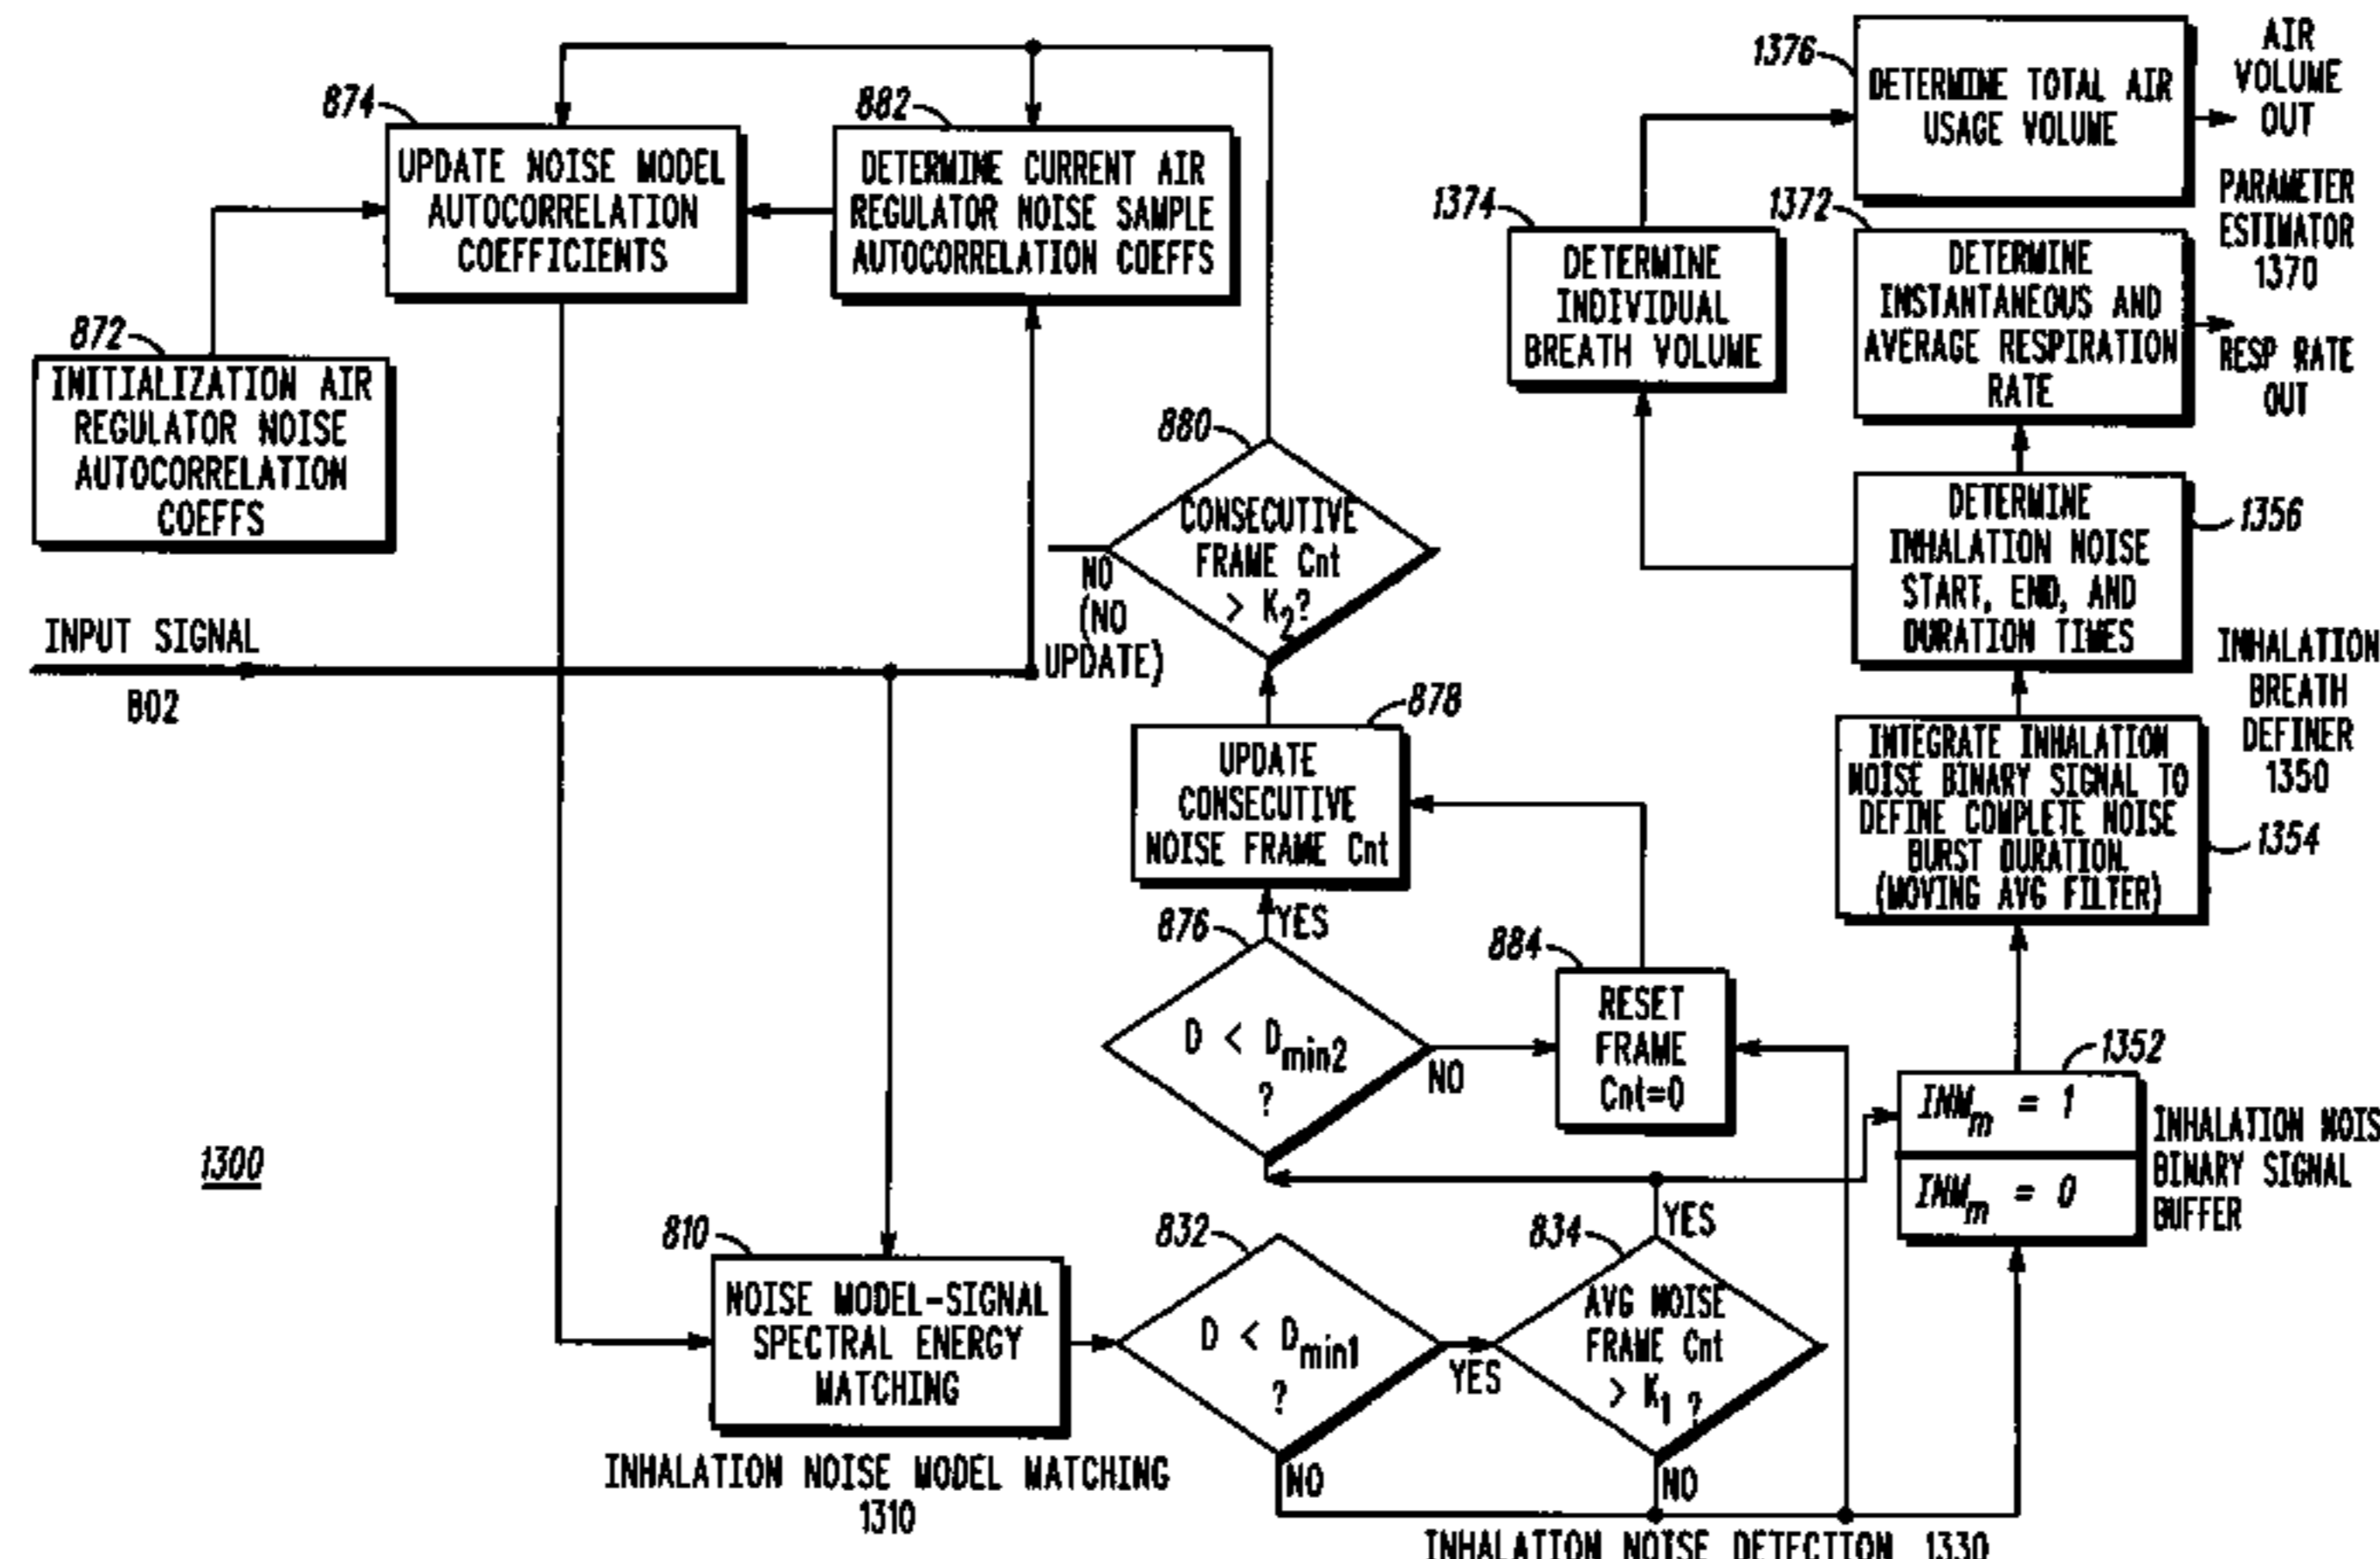 874
UPDATE NOISE MODEL
AUTOCORRELATION
COEFFICIENTS
882
DETERMINE CURRENT AIR
REGULATOR NOISE SAMPLE
AUTOCORRELATION COEFFS
872
INITIALIZATION AIR
REGULATOR NOISE
AUTOCORRELATION
COEFFS
INPUT SIGNAL
802
880
CONSECUTIVE
FRAME Cnt
> K2?
NO
(NO
UPDATE)
878
UPDATE
CONSECUTIVE
NOISE FRAME Cnt
876
YES
D < Dmin2
?
NO
884
RESET
FRAME
Cnt=0
1300
810
NOISE MODEL-SIGNAL
SPECTRAL ENERGY
MATCHING
INHALATION NOISE MODEL MATCHING
1310
832
D < Dmin1
?
YES
NO
834
YES
AVG NOISE
FRAME Cnt
> K1 ?
NO
INHALATION NOISE DETECTION 1330
1376
DETERMINE TOTAL AIR
USAGE VOLUME
AIR
VOLUME
OUT
PARAMETER
ESTIMATOR
1370
1374
DETERMINE
INDIVIDUAL
BREATH VOLUME
1372
DETERMINE
INSTANTANEOUS AND
AVERAGE RESPIRATION
RATE
RESP RATE
OUT
DETERMINE
INHALATION NOISE
START, END, AND
DURATION TIMES
1356
INHALATION
BREATH
DEFINER
1350
INTEGRATE INHALATION
NOISE BINARY SIGNAL TO
DEFINE COMPLETE NOISE
BURST DURATION.
(MOVING AVG FILTER)
1354
1352
INMm = 1
INMm = 0
INHALATION NOIS
BINARY SIGNAL
BUFFER